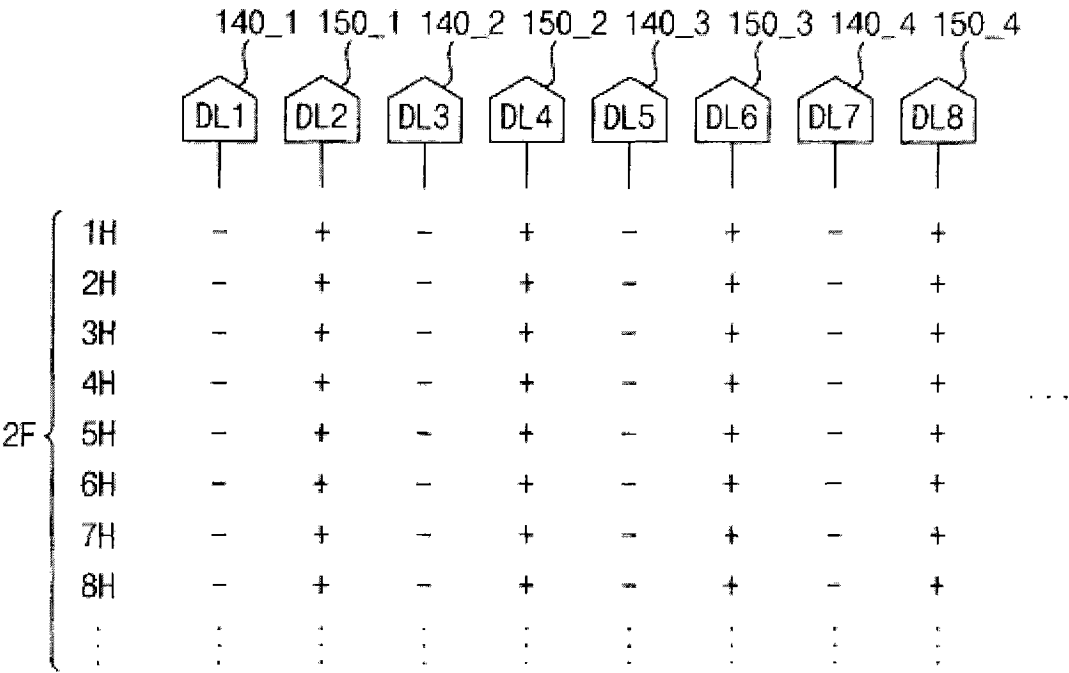 140_1 150_1 140_2 150_2 140_3 150_3 140_4 150_4
DL1 DL2 DL3 DL4 DL5 DL6 DL7 DL8
1H - + - + - + - +
2H - + - + - + - +
3H - + - + - + - +
4H - + - + - + - + ...
2F 5H - + - + - + - +
6H - + - + - + - +
7H - + - + - + - +
8H - + - + - + - +